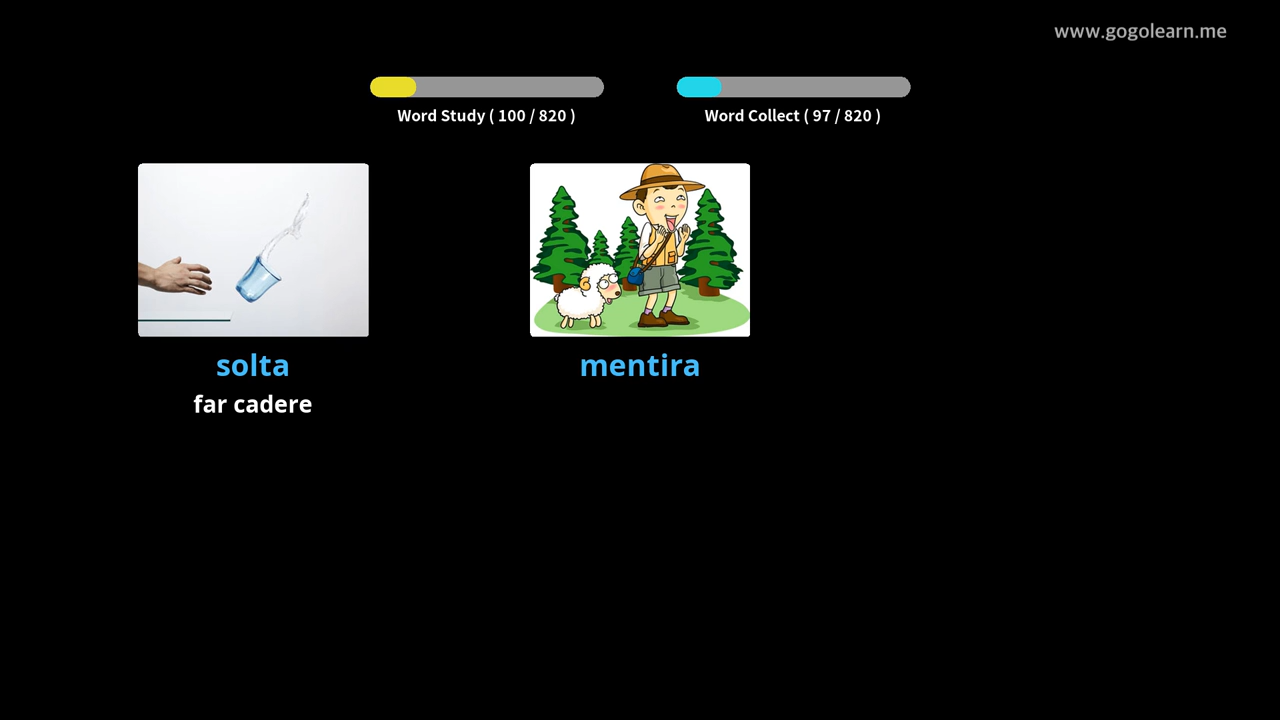 www.gogolearn.me
Word Study ( 100 / 820 )
Word Collect ( 97 / 820 )
solta
mentira
far cadere